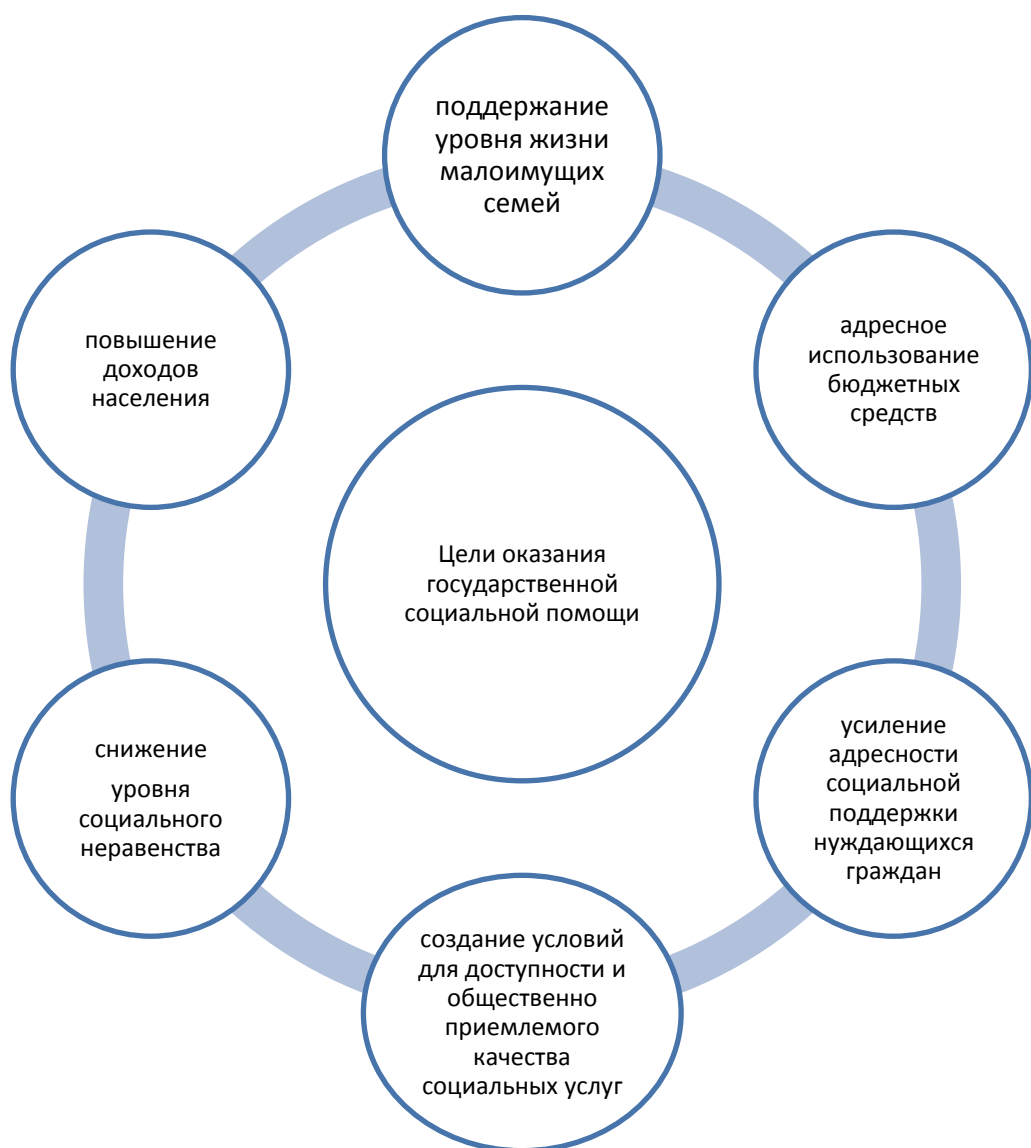 поддержание
уровня жизни
малоимущих
семей
адресное
использование
бюджетных
средств
усиление
адресности
социальной
поддержки
нуждающихся
граждан
создание условий
для доступности и
общественно
приемлемого
качества
социальных услуг
снижение
уровня
социального
неравенства
повышение
доходов
населения
Цели оказания
государственной
социальной помощи